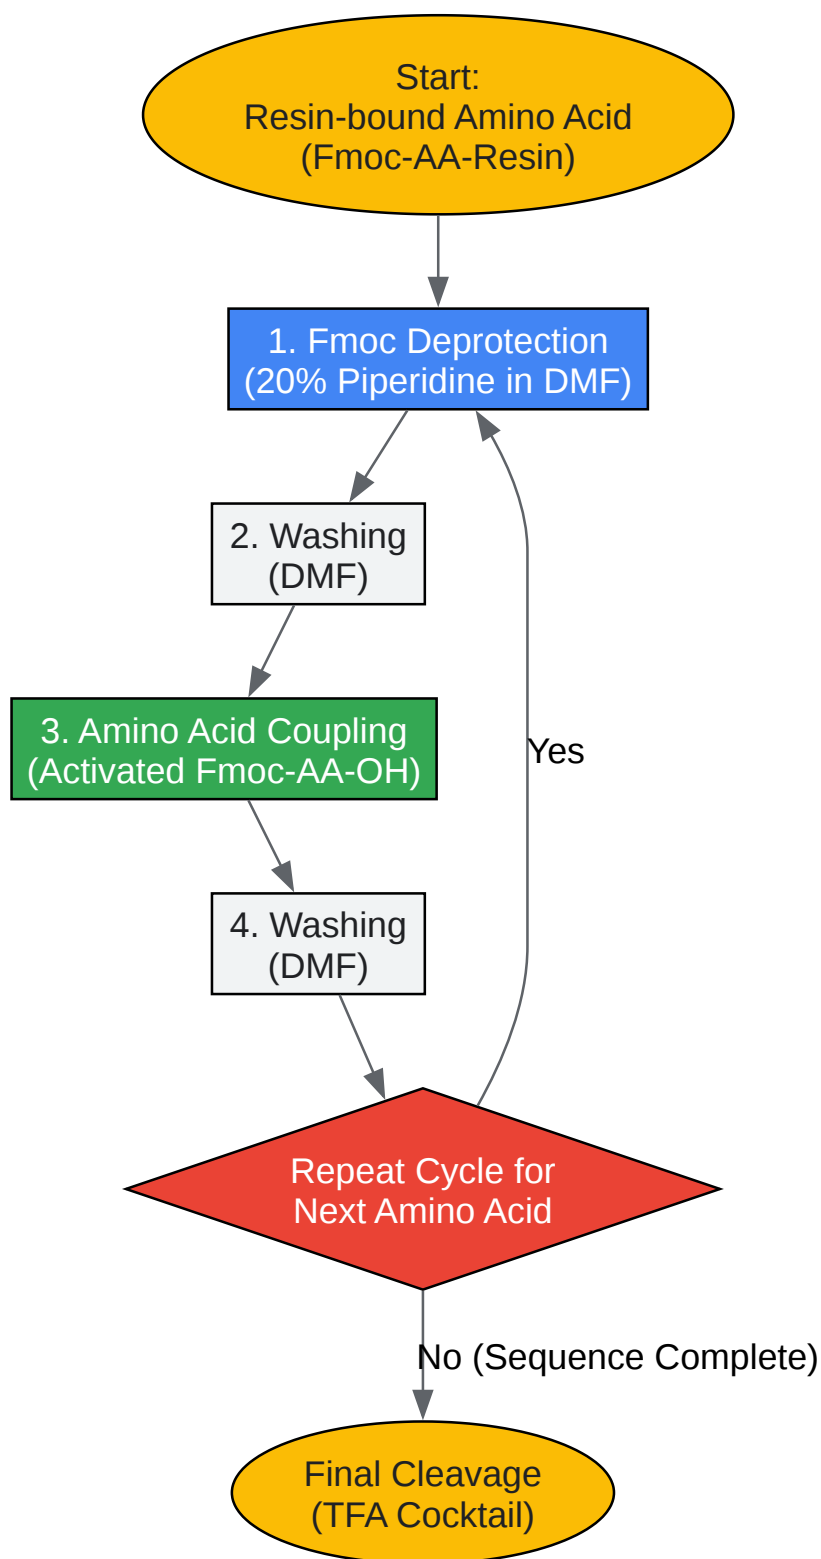 Start:
Resin-bound Amino Acid
(Fmoc-AA-Resin)
1. Fmoc Deprotection
(20% Piperidine in DMF)
2. Washing
(DMF)
3. Amino Acid Coupling
(Activated Fmoc-AA-OH)
Yes
4. Washing
(DMF)
Repeat Cycle for
Next Amino Acid
No (Sequence Complete)
Final Cleavage
(TFA Cocktail)